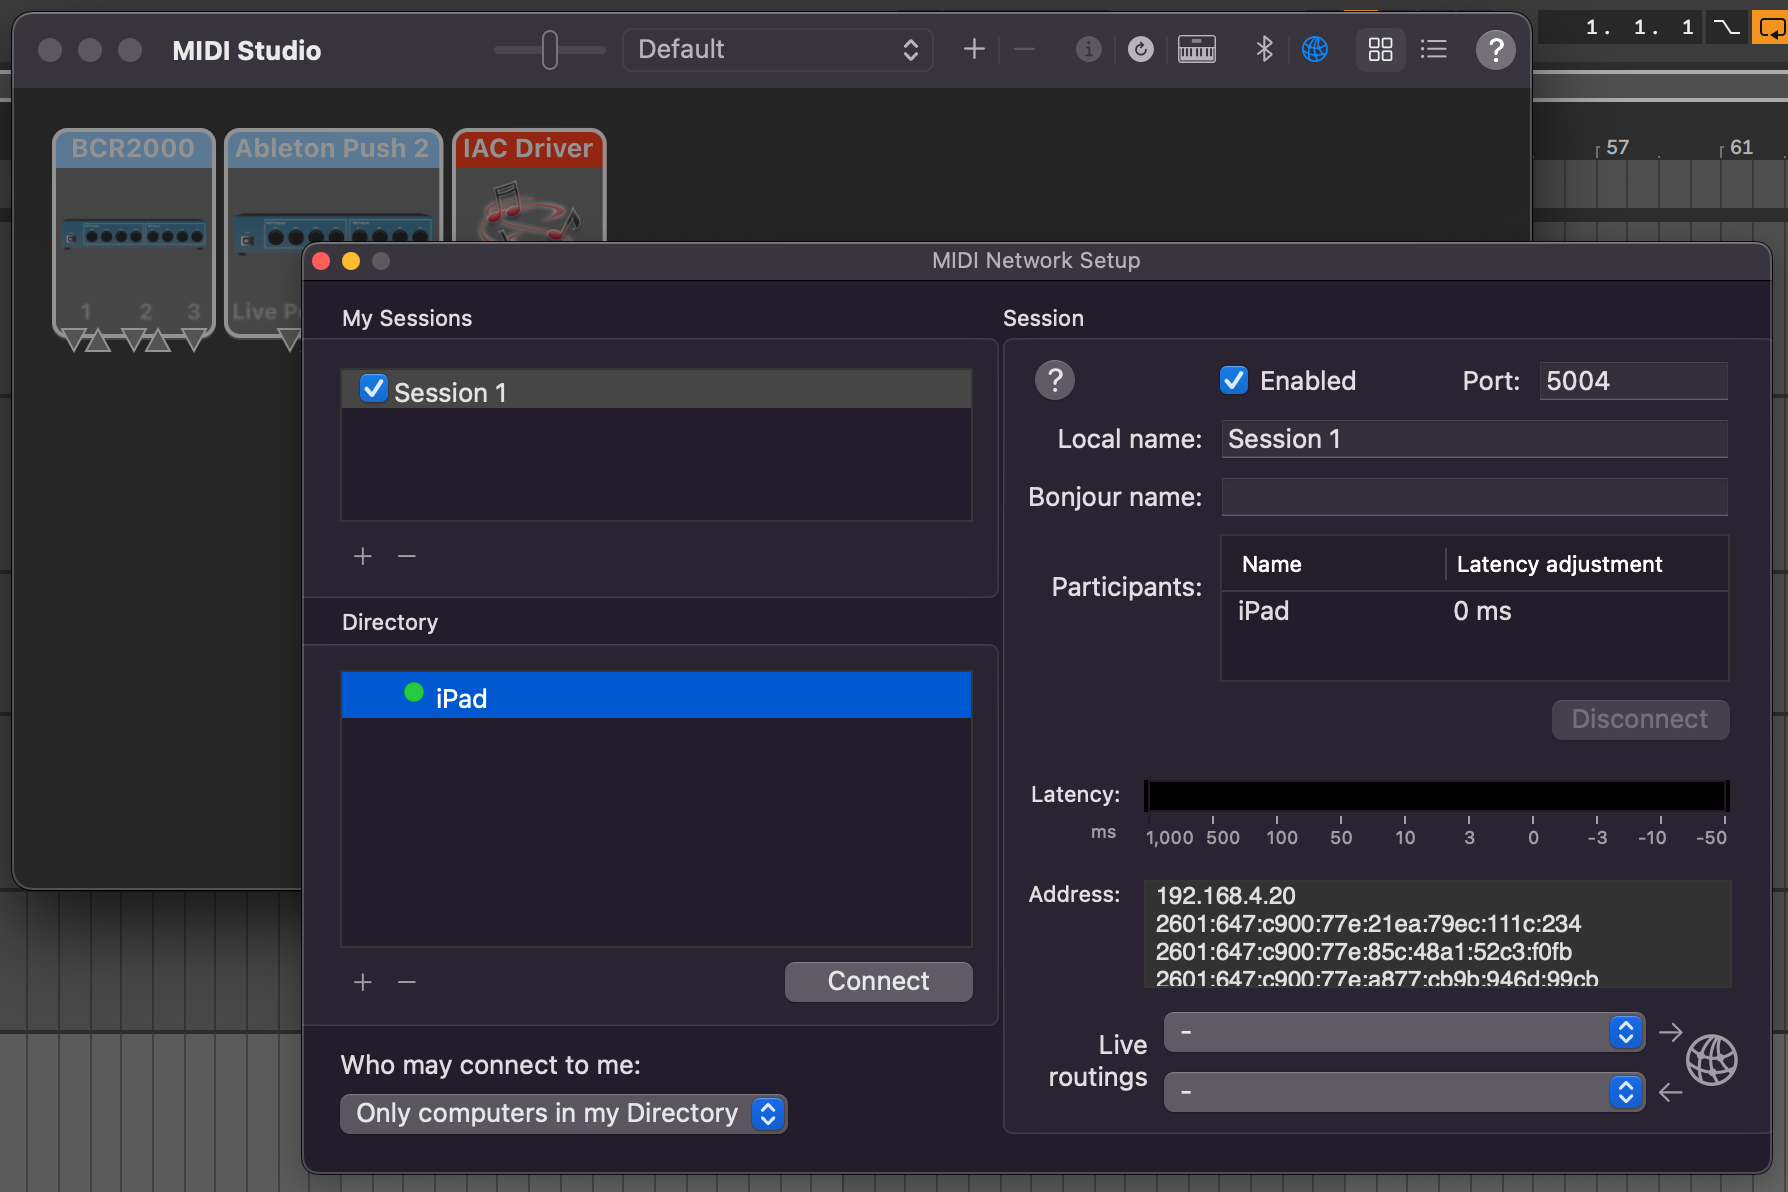 MIDI Studio
Default
1. 1. 1
57
61
BCR2000
Ableton Push 2
IAC Driver
1 2 3
Live
MIDI Network Setup
My Sessions
Session 1
Directory
iPad
Connect
Who may connect to me:
Only computers in my Directory
Session
?
Enabled
Port: 5004
Local name: Session 1
Bonjour name:
Participants:
Name Latency adjustment
iPad 0 ms
Disconnect
Latency:
ms
1,000 500 100 50 10 3 0 -3 -10 -50
Address:
192.168.4.20
2601:647:c900:77e:21ea:79ec:111c:234
2601:647:c900:77e:85c:48a1:52c3:f0fb
2601:647:c900:77e:a877:cb9b:946d:99cb
Live routings
-
-